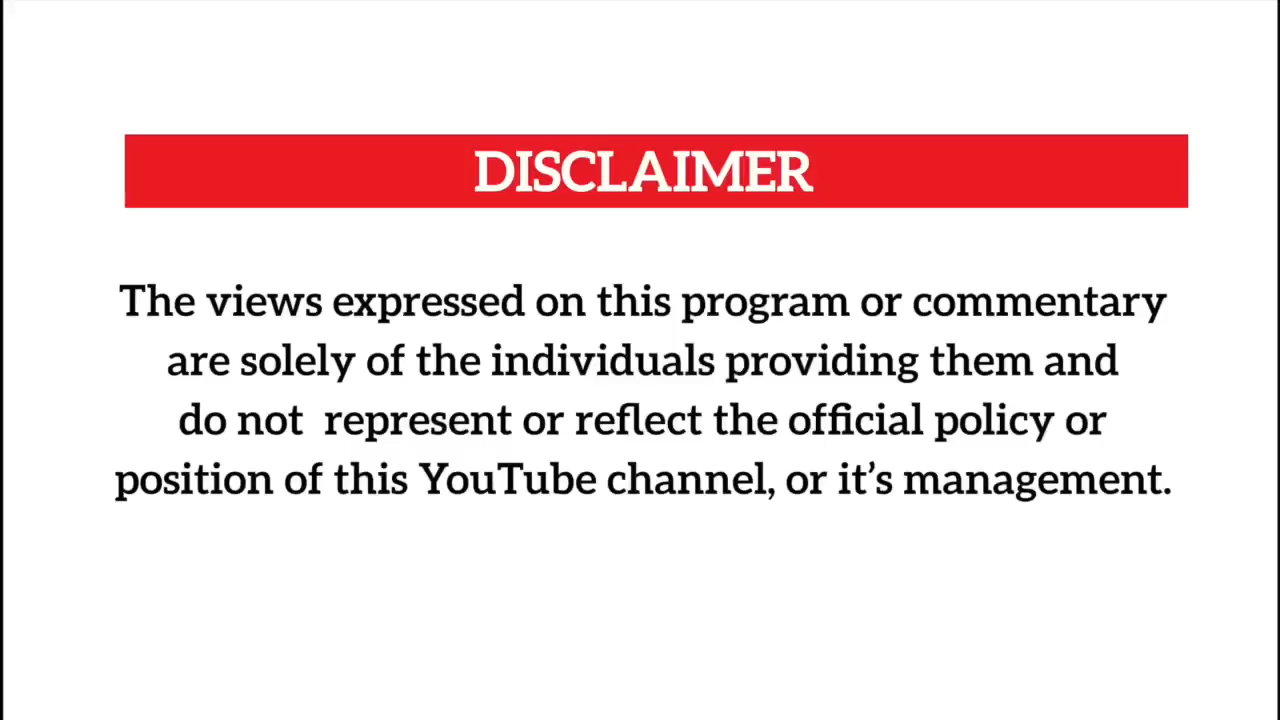 DISCLAIMER
The views expressed on this program or commentary
are solely of the individuals providing them and
do not  represent or reflect the official policy or
position of this YouTube channel, or it’s management.